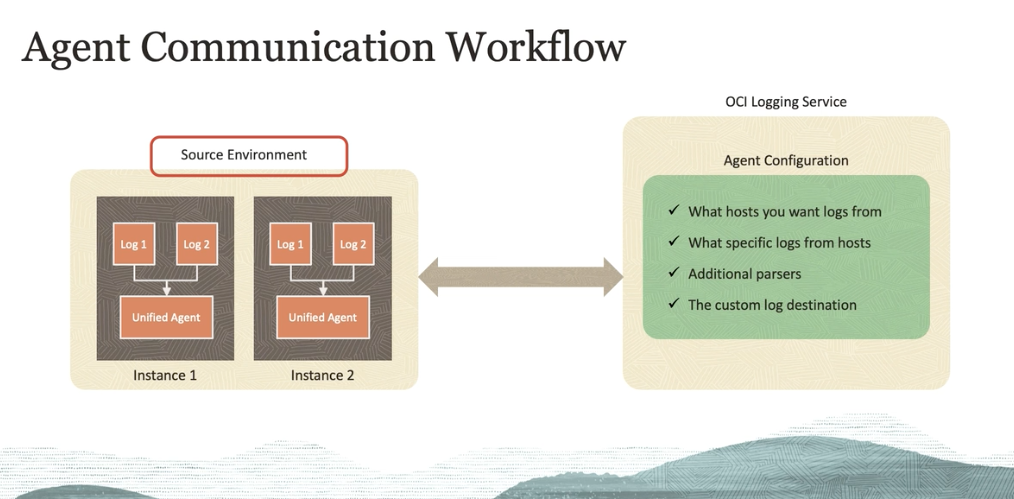 Agent Communication Workflow
Source Environment
Log 1
Log 2
Unified Agent
Instance 1
Log 1
Log 2
Unified Agent
Instance 2
OCI Logging Service
Agent Configuration
✓ What hosts you want logs from
✓ What specific logs from hosts
✓ Additional parsers
✓ The custom log destination